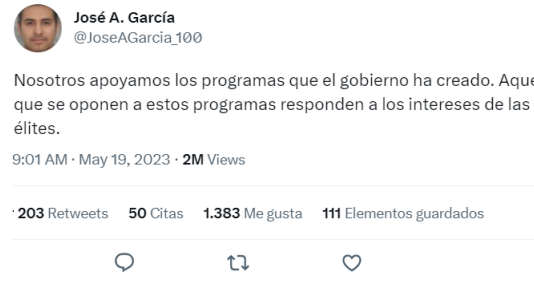 José A. García
@JoseAGarcia_100
Nosotros apoyamos los programas que el gobierno ha creado.
que se oponen a estos programas responden a los intereses de las
élites.
9:01 AM · May 19, 2023 · 2M Views
203 Retweets 50 Citas 1.383 Me gusta 111 Elementos guardados